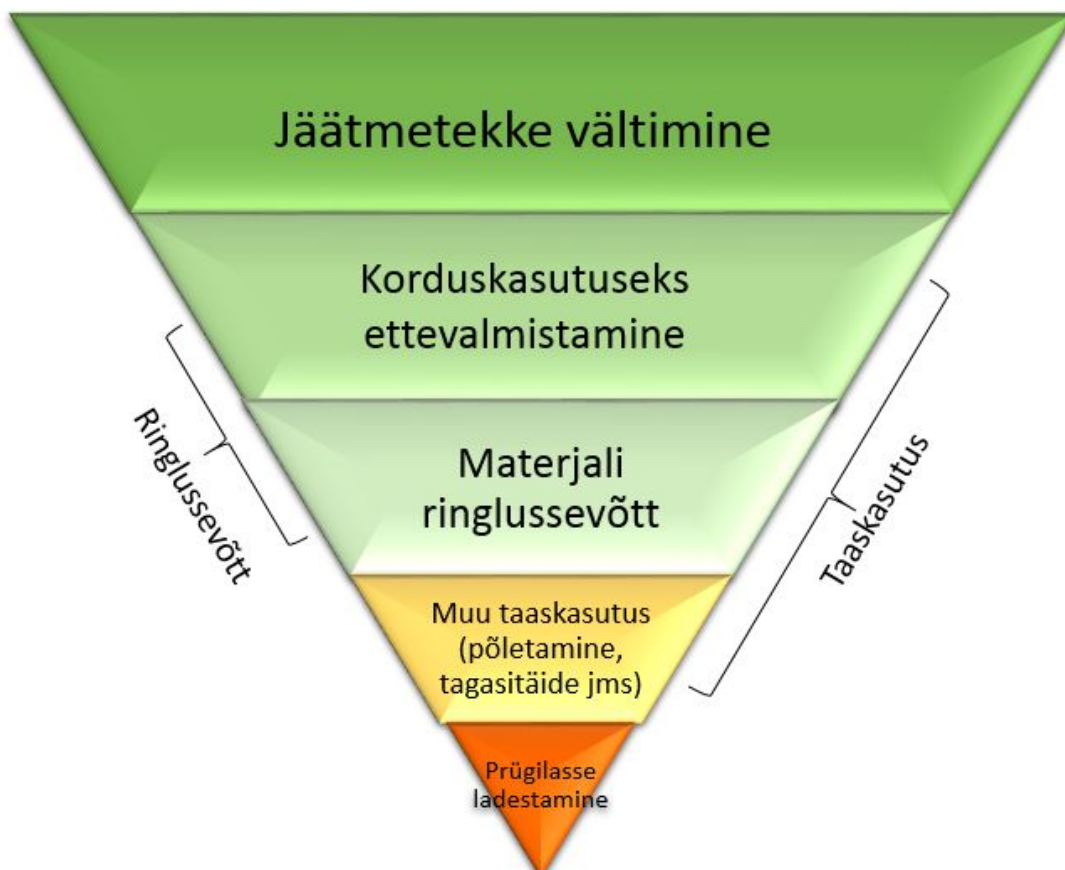 Jäätmetekke vältimine
Korduskasutuseks
ettevalmistamine
Ringlussevõtt
Materjali
ringlussevõtt
Taaskasutus
Muu taaskasutus
(põletamine,
tagasitäide jms)
Prügilasse
ladestamine